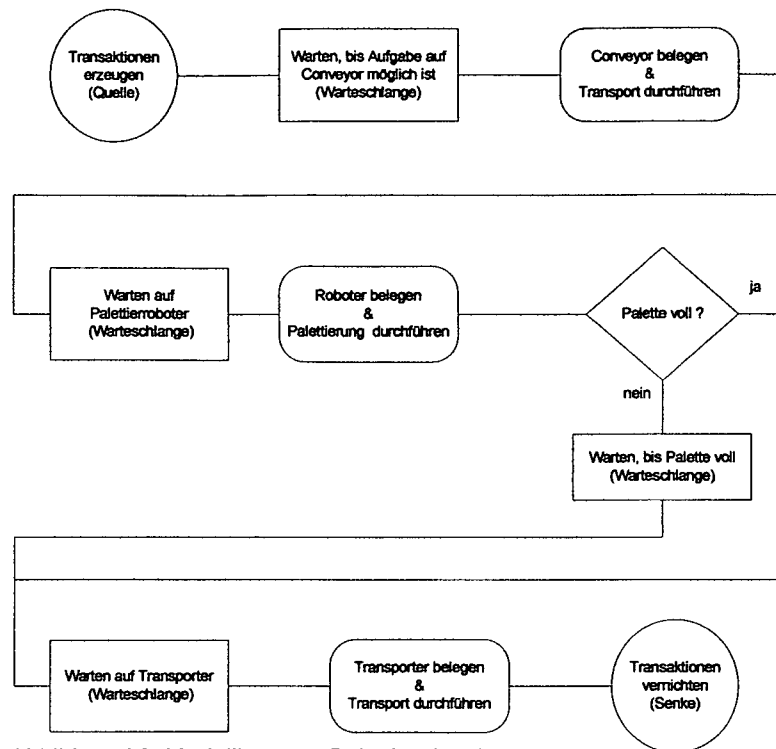 Transaktionen
erzeugen
(Quelle)
Warten, bis Aufgabe auf
Conveyor möglich ist
(Warteschlange)
Conveyor belegen
&
Transport durchführen
Warten auf
Palettierroboter
(Warteschlange)
Roboter belegen
&
Palettierung durchführen
Palette voll ?
ja
nein
Warten, bis Palette voll
(Warteschlange)
Warten auf Transporter
(Warteschlange)
Transporter belegen
&
Transport durchführen
Transaktionen
vernichten
(Senke)